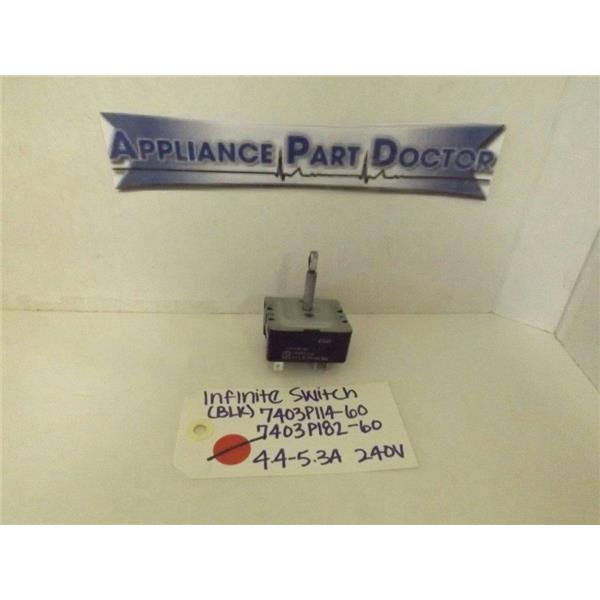 APPLIANCE PART DOCTOR
Infinite Switch
(BLK) 7403P114-60
7403P182-60
4.4-5.3A 240V